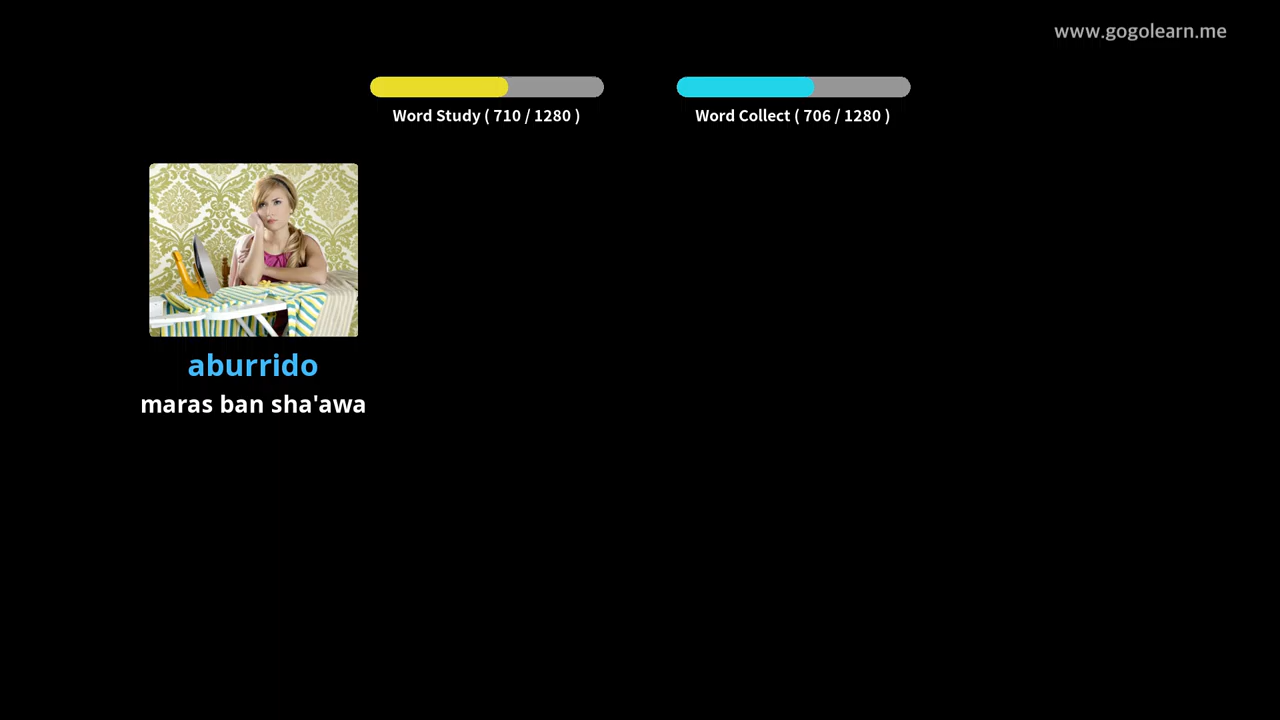 www.gogolearn.me
Word Study ( 710 / 1280 )
Word Collect ( 706 / 1280 )
aburrido
maras ban sha'awa